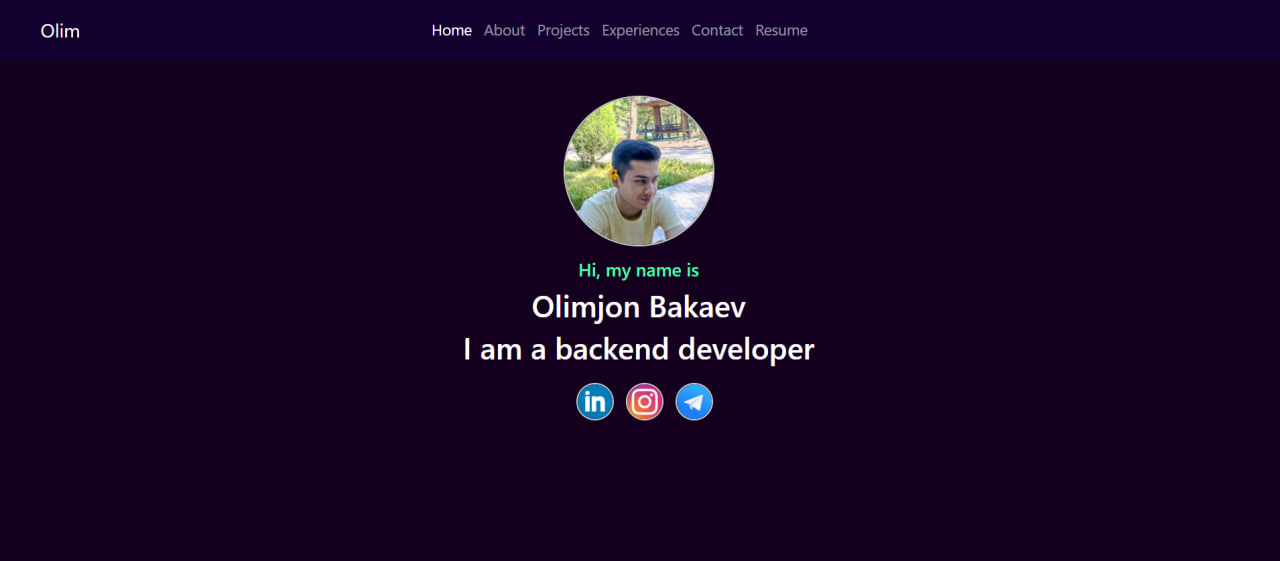 Olim
Home About Projects Experiences Contact Resume
Hi, my name is
Olimjon Bakaev
I am a backend developer
in